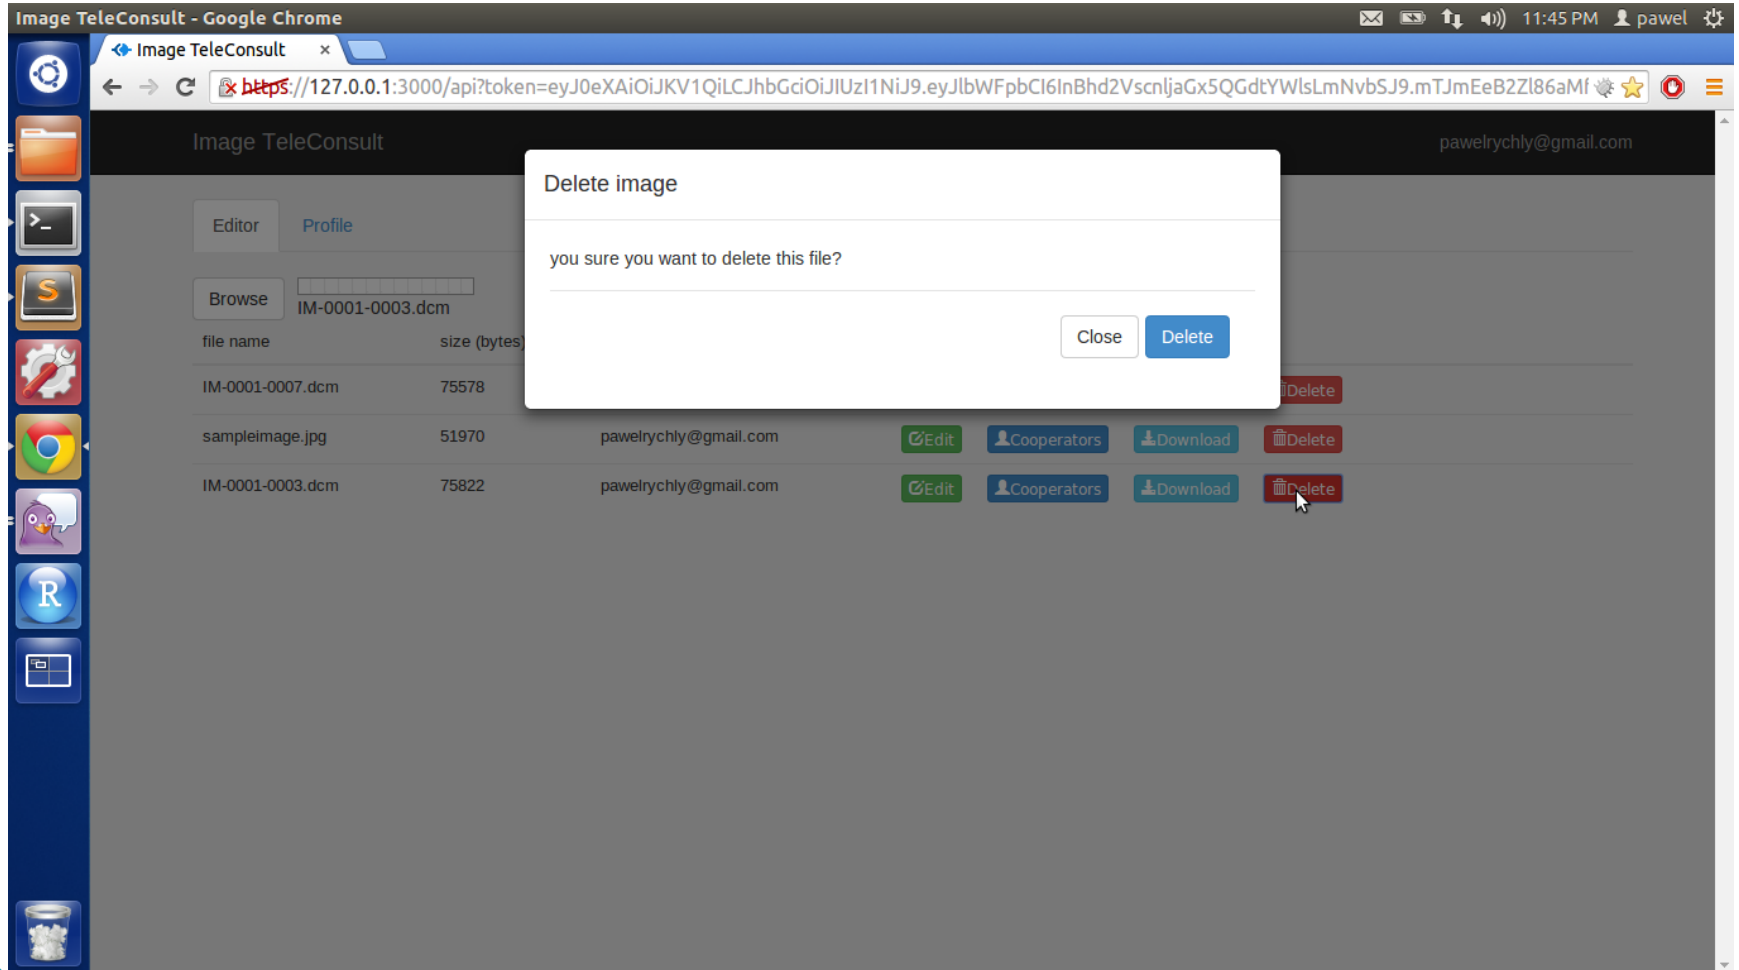 Image TeleConsult - Google Chrome 11:45 PM pawel
Image TeleConsult ×
https://127.0.0.1:3000/api?token=eyJ0eXAiOiJKV1QiLCJhbGciOiJIUzI1NiJ9.eyJlbWFpbCI6InBhd2VscnljaGx5QGdtYWlsLmNvbSJ9.mTJmEeB2Zl86aMf
Image TeleConsult pawelrychly@gmail.com
Delete image
Editor Profile
you sure you want to delete this file?
Browse
IM-0001-0003.dcm
Close Delete
file name size (bytes)
IM-0001-0007.dcm 75578 Delete
sampleimage.jpg 51970 pawelrychly@gmail.com Edit Cooperators Download Delete
IM-0001-0003.dcm 75822 pawelrychly@gmail.com Edit Cooperators Download Delete
>_
S
R